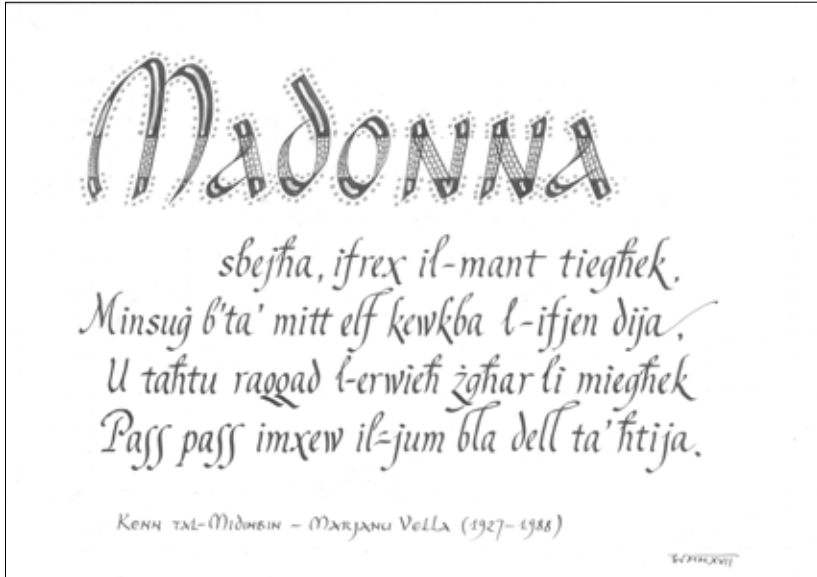 Madonna
sbejħa, ifrex il-mant tiegħek.
Minsuġ b'ta' mitt elf kewkba l-ifjen dija,
U taħtu raqqad l-erwieħ żgħar li miegħek
Pass pass imxew il-jum bla dell ta' ħtija.
Kenn tal-Midinbin – Marjanu Vella (1927–1988)